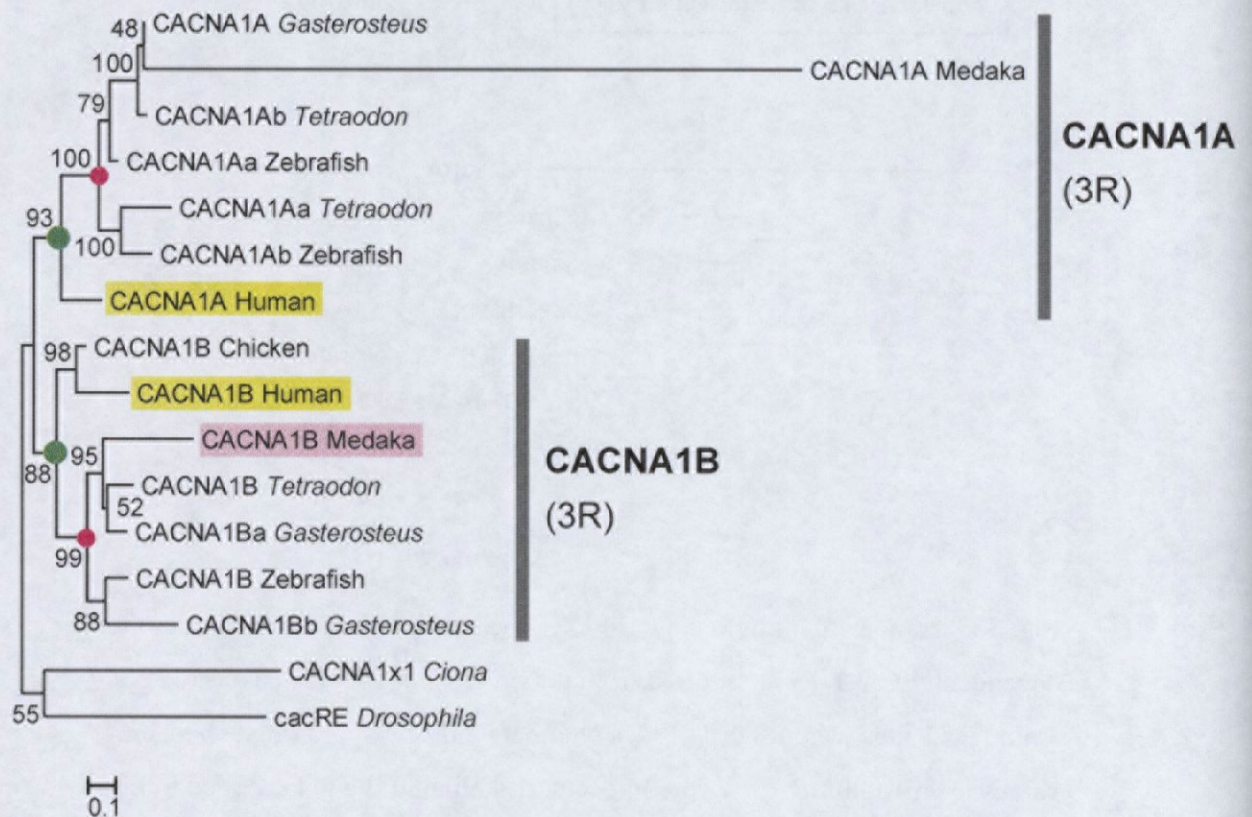 48
CACNA1A Gasterosteus
100
CACNA1A Medaka
79
CACNA1Ab Tetraodon
CACNA1A
100
CACNA1Aa Zebrafish
(3R)
CACNA1Aa Tetraodon
93
100
CACNA1Ab Zebrafish
CACNA1A Human
98
CACNA1B Chicken
CACNA1B Human
CACNA1B Medaka
88
95
CACNA1B
CACNA1B Tetraodon
52
(3R)
CACNA1Ba Gasterosteus
99
CACNA1B Zebrafish
88
CACNA1Bb Gasterosteus
CACNA1x1 Ciona
55
cacRE Drosophila
0.1